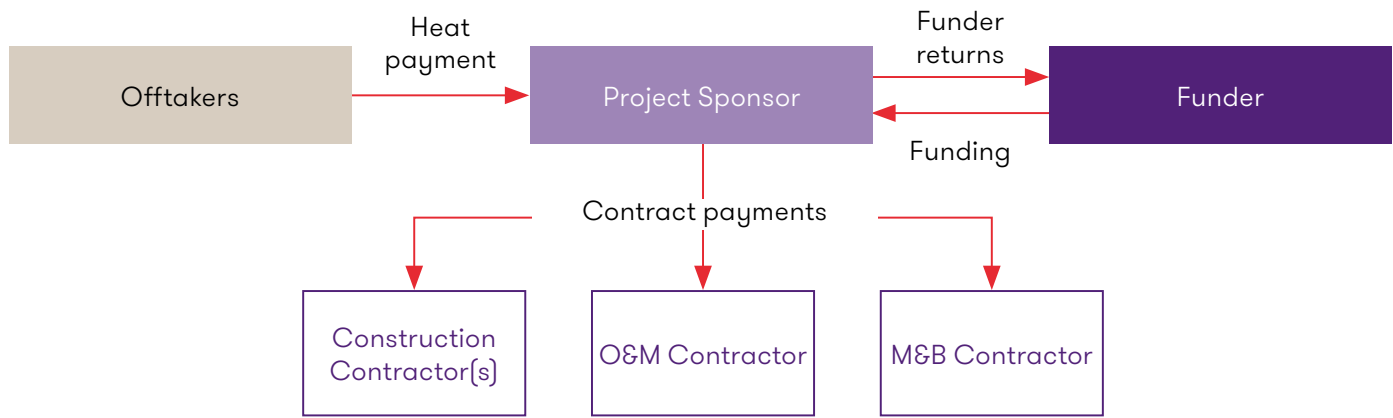 Heat
payment
Funder
returns
Offtakers
Project Sponsor
Funder
Funding
Contract payments
Construction
Contractor(s)
O&M Contractor
M&B Contractor